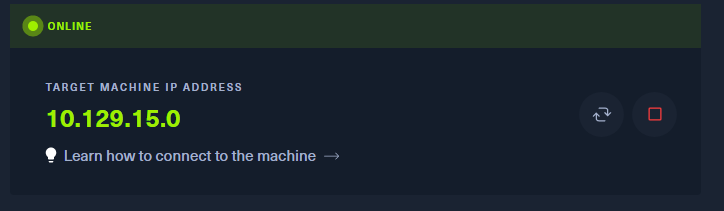 ONLINE
TARGET MACHINE IP ADDRESS
10.129.15.0
Learn how to connect to the machine